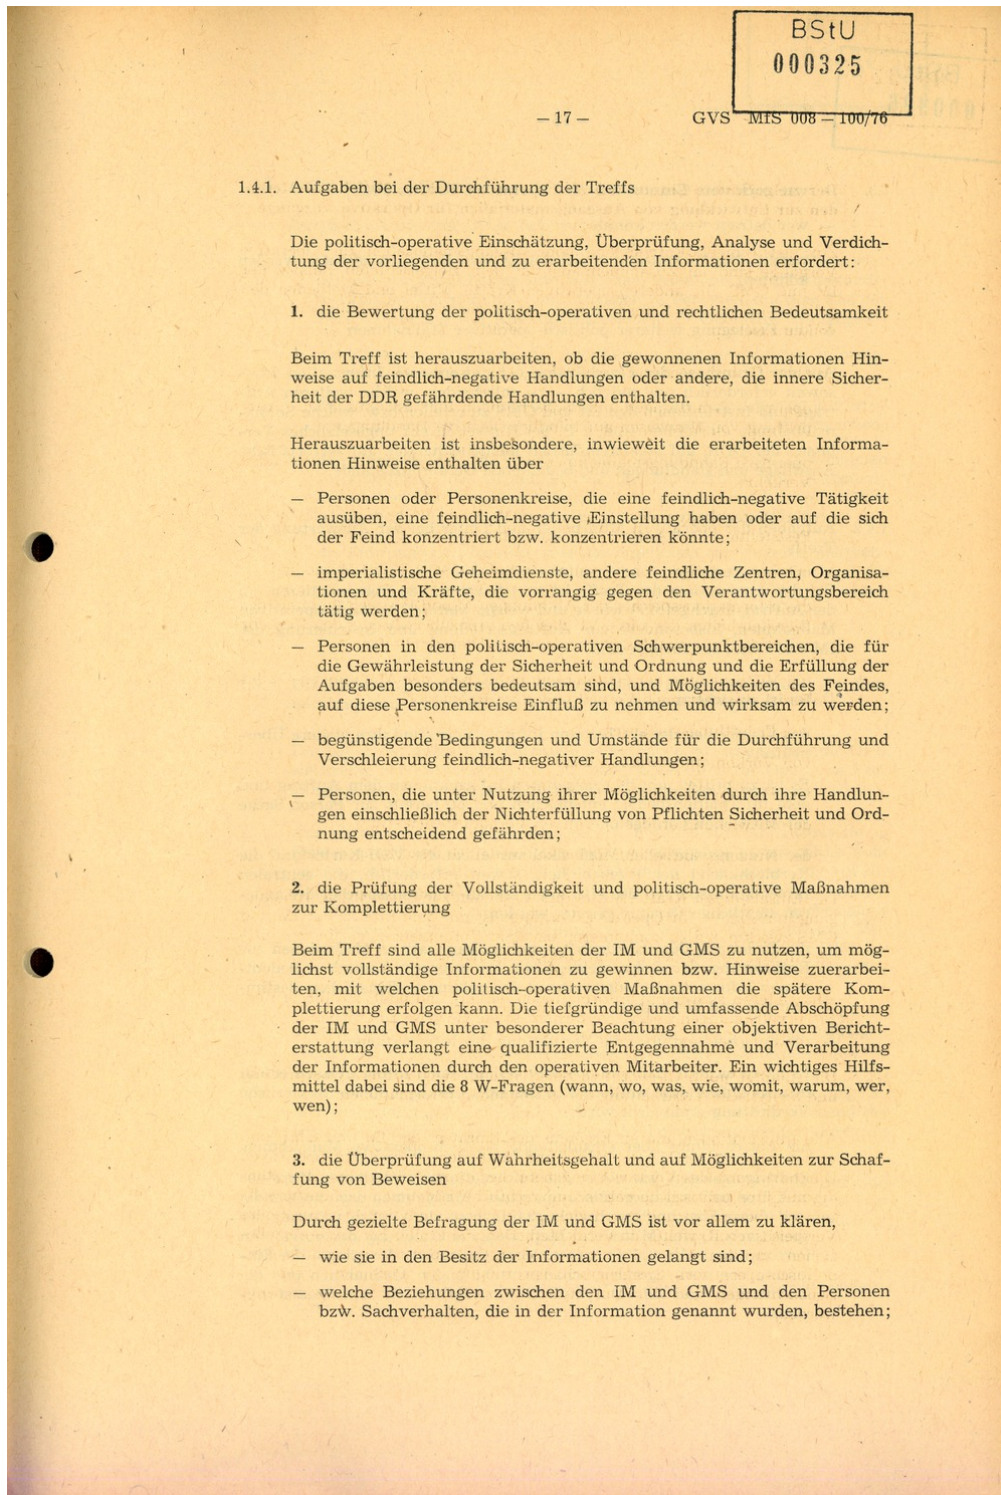 BStU
000325
— 17 —
GVS MfS 008 — 100/76
1.4.1. Aufgaben bei der Durchführung der Treffs
Die politisch-operative Einschätzung, Überprüfung, Analyse und Verdich-
tung der vorliegenden und zu erarbeitenden Informationen erfordert:
1. die Bewertung der politisch-operativen und rechtlichen Bedeutsamkeit
Beim Treff ist herauszuarbeiten, ob die gewonnenen Informationen Hin-
weise auf feindlich-negative Handlungen oder andere, die innere Sicher-
heit der DDR gefährdende Handlungen enthalten.
Herauszuarbeiten ist insbesondere, inwieweit die erarbeiteten Informa-
tionen Hinweise enthalten über
— Personen oder Personenkreise, die eine feindlich-negative Tätigkeit
ausüben, eine feindlich-negative Einstellung haben oder auf die sich
der Feind konzentriert bzw. konzentrieren könnte;
— imperialistische Geheimdienste, andere feindliche Zentren, Organisa-
tionen und Kräfte, die vorrangig gegen den Verantwortungsbereich
tätig werden;
— Personen in den politisch-operativen Schwerpunktbereichen, die für
die Gewährleistung der Sicherheit und Ordnung und die Erfüllung der
Aufgaben besonders bedeutsam sind, und Möglichkeiten des Feindes,
auf diese Personenkreise Einfluß zu nehmen und wirksam zu werden;
— begünstigende Bedingungen und Umstände für die Durchführung und
Verschleierung feindlich-negativer Handlungen;
— Personen, die unter Nutzung ihrer Möglichkeiten durch ihre Handlun-
gen einschließlich der Nichterfüllung von Pflichten Sicherheit und Ord-
nung entscheidend gefährden;
2. die Prüfung der Vollständigkeit und politisch-operative Maßnahmen
zur Komplettierung
Beim Treff sind alle Möglichkeiten der IM und GMS zu nutzen, um mög-
lichst vollständige Informationen zu gewinnen bzw. Hinweise zuerarbei-
ten, mit welchen politisch-operativen Maßnahmen die spätere Kom-
plettierung erfolgen kann. Die tiefgründige und umfassende Abschöpfung
der IM und GMS unter besonderer Beachtung einer objektiven Bericht-
erstattung verlangt eine qualifizierte Entgegennahme und Verarbeitung
der Informationen durch den operativen Mitarbeiter. Ein wichtiges Hilfs-
mittel dabei sind die 8 W-Fragen (wann, wo, was, wie, womit, warum, wer,
wen);
3. die Überprüfung auf Wahrheitsgehalt und auf Möglichkeiten zur Schaf-
fung von Beweisen
Durch gezielte Befragung der IM und GMS ist vor allem zu klären,
— wie sie in den Besitz der Informationen gelangt sind;
— welche Beziehungen zwischen den IM und GMS und den Personen
bzw. Sachverhalten, die in der Information genannt wurden, bestehen;